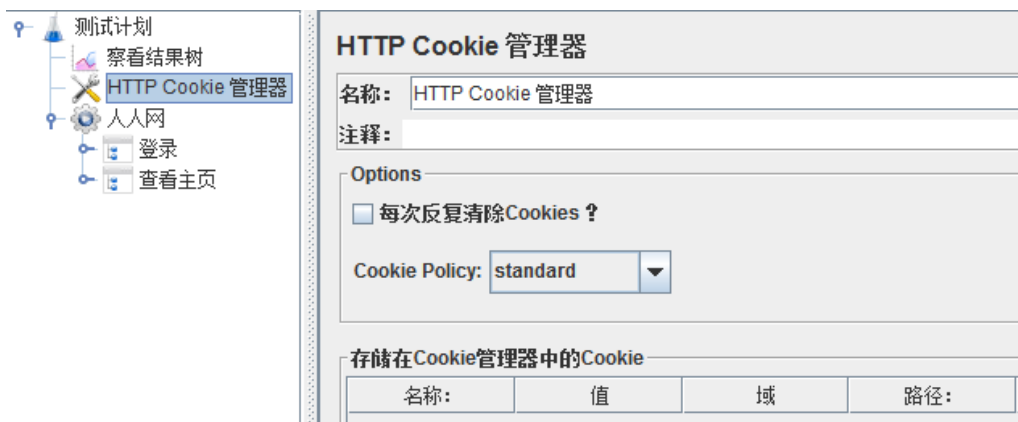 测试计划
察看结果树
HTTP Cookie 管理器
人人网
登录
查看主页
HTTP Cookie 管理器
名称： HTTP Cookie 管理器
注释：
Options
每次反复清除Cookies？
Cookie Policy: standard
存储在Cookie管理器中的Cookie
名称： 值 域 路径：